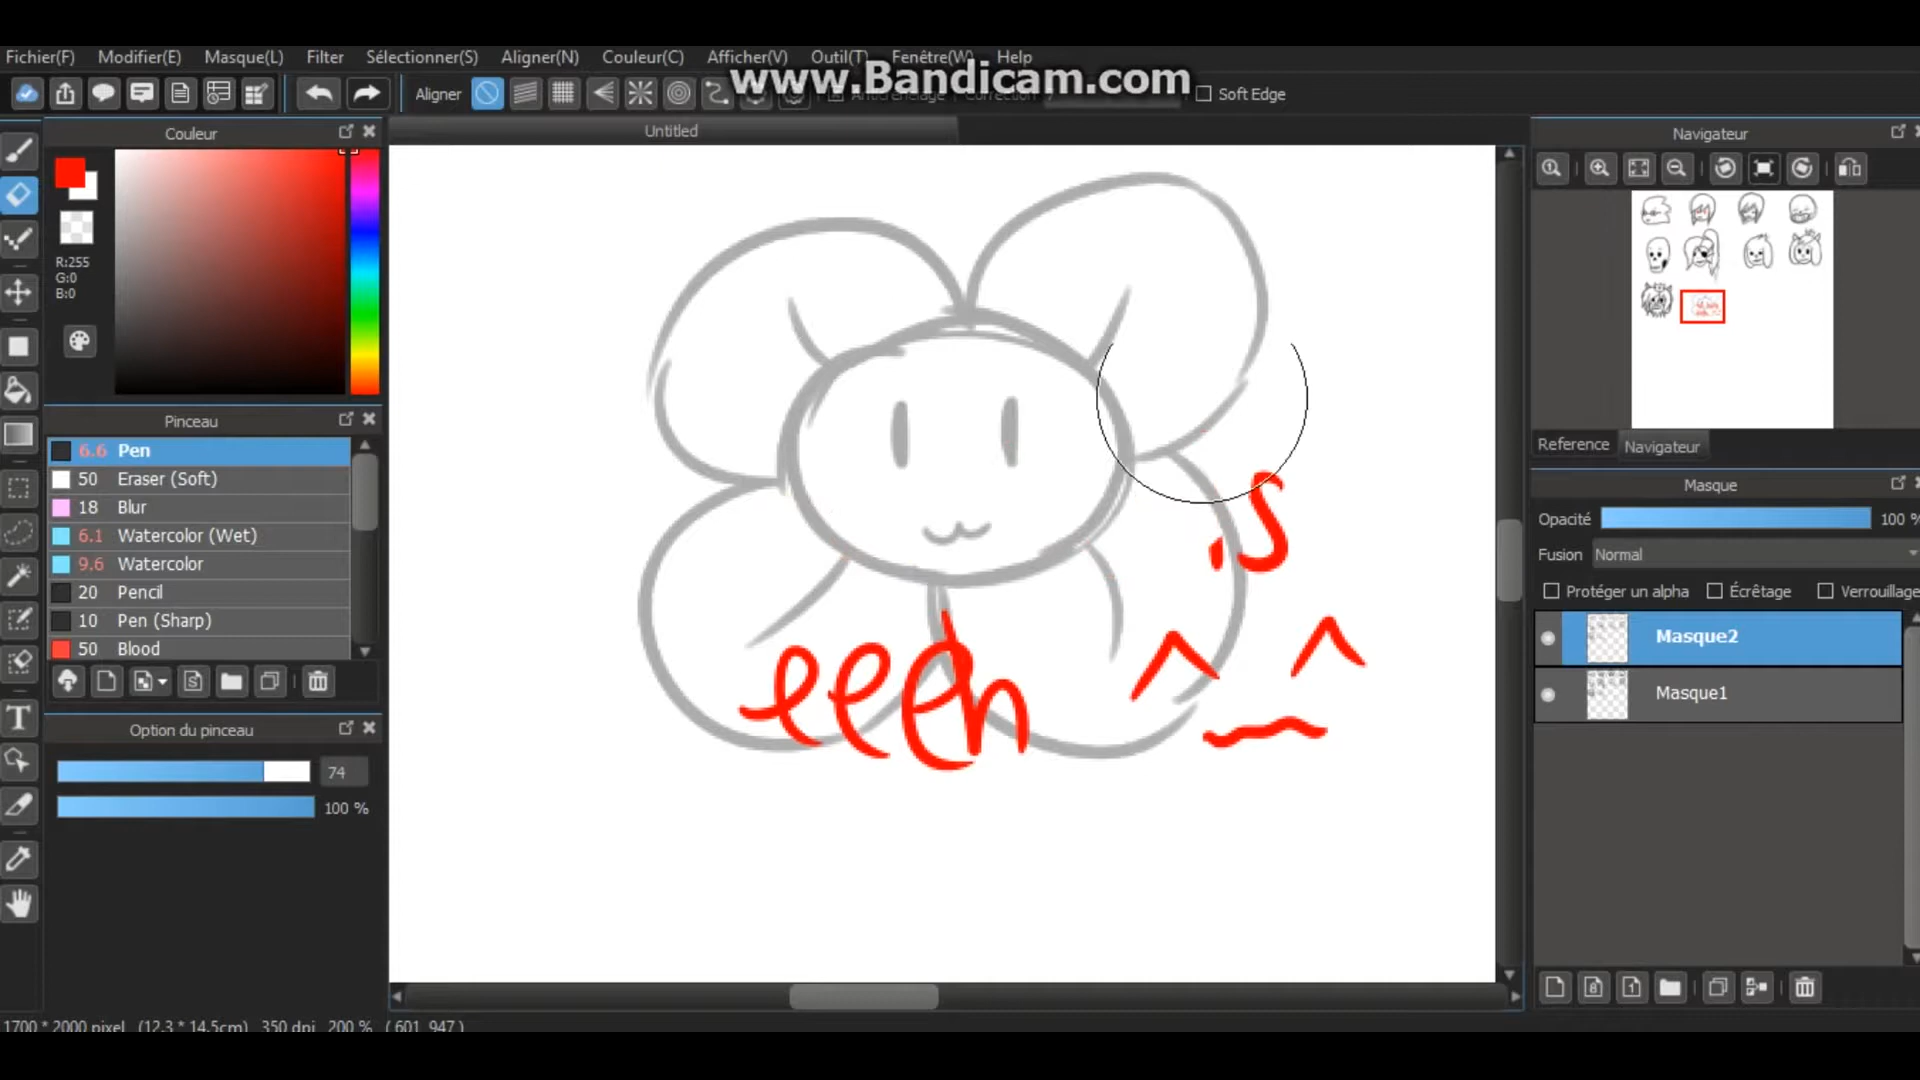 Fichier(F) Modifier(E) Masque(L) Filter Sélectionner(S) Aligner(N) Couleur(C) Afficher(V) Outil(T) Fenêtre(W) Help
www.Bandicam.com
Aligner Soft Edge
Couleur
Untitled
Navigateur
R:255
G:0
B:0
Pinceau
6.6 Pen
50 Eraser (Soft)
18 Blur
6.1 Watercolor (Wet)
9.6 Watercolor
20 Pencil
10 Pen (Sharp)
50 Blood
Reference Navigateur
Masque
Opacité 100 %
Fusion Normal
Protéger un alpha Écrêtage Verrouillage
Masque2
Masque1
.s
eeeh ^ ^
Option du pinceau
74
100 %
1700 * 2000 pixel (12.3 * 14.5cm) 350 dpi 200 % ( 601, 947 )